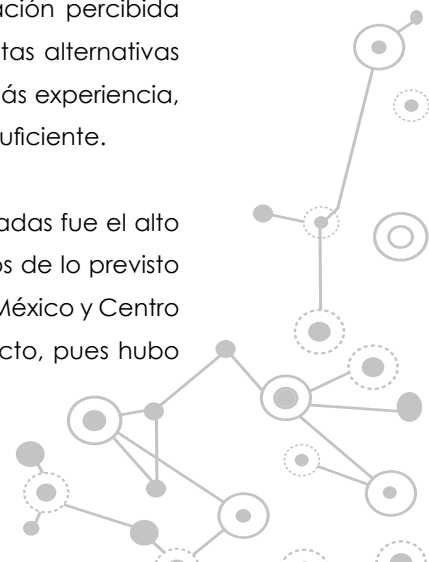 ación percibida
tas alternativas
ás experiencia,
uficiente.
adas fue el alto
os de lo previsto
México y Centro
cto, pues hubo